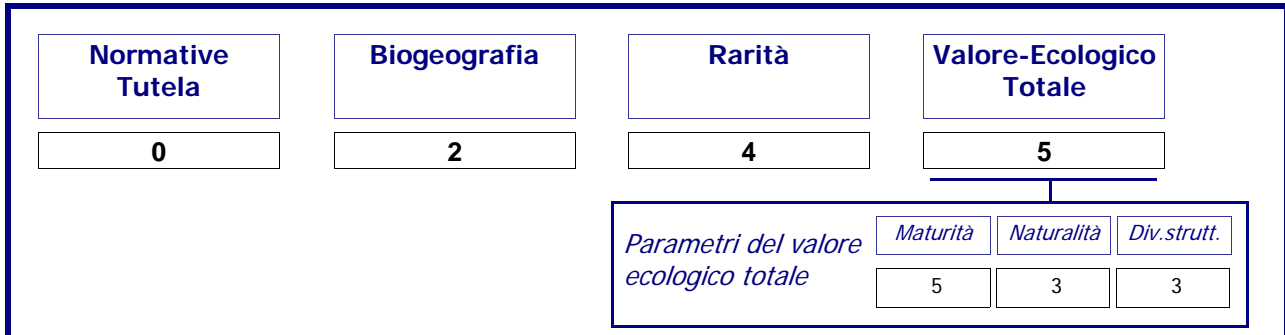 Normative
Tutela
Biogeografia
Rarità
Valore-Ecologico
Totale
0
2
4
5
Parametri del valore
ecologico totale
Maturità
Naturalità
Div.strutt.
5
3
3